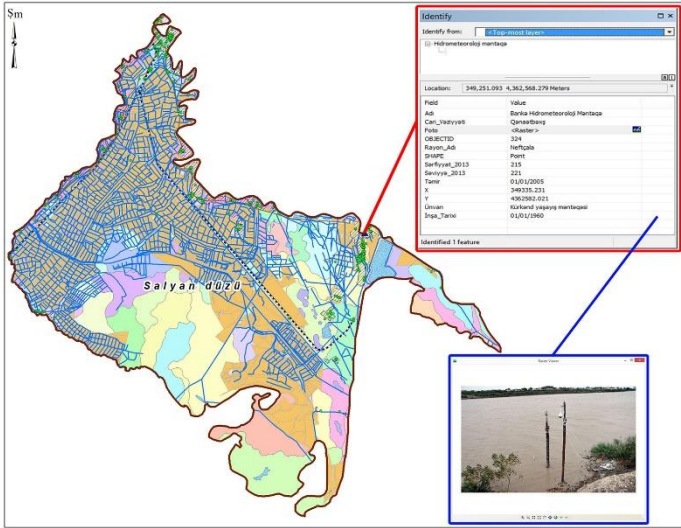 Şm
Salyan düzü
Identify
Identify from: <Top-most layer>
Hidrometeoroloji məntəqə
Location: 349,251.093 4,362,568.279 Meters
Field Value
Adı Banka Hidrometeoroloji Məntəqə
Cari_Vəziyyəti Qənaətbəxş
Foto <Raster>
OBJECTID 324
Rayon_Adı Neftçala
SHAPE Point
Sərfiyyat_2013 215
Səviyyə_2013 221
Təmir 01/01/2005
X 349335.231
Y 4362582.021
Ünvan Kürkənd yaşayış məntəqəsi
İnşa_Tarixi 01/01/1960
Identified 1 feature
Raster Viewer